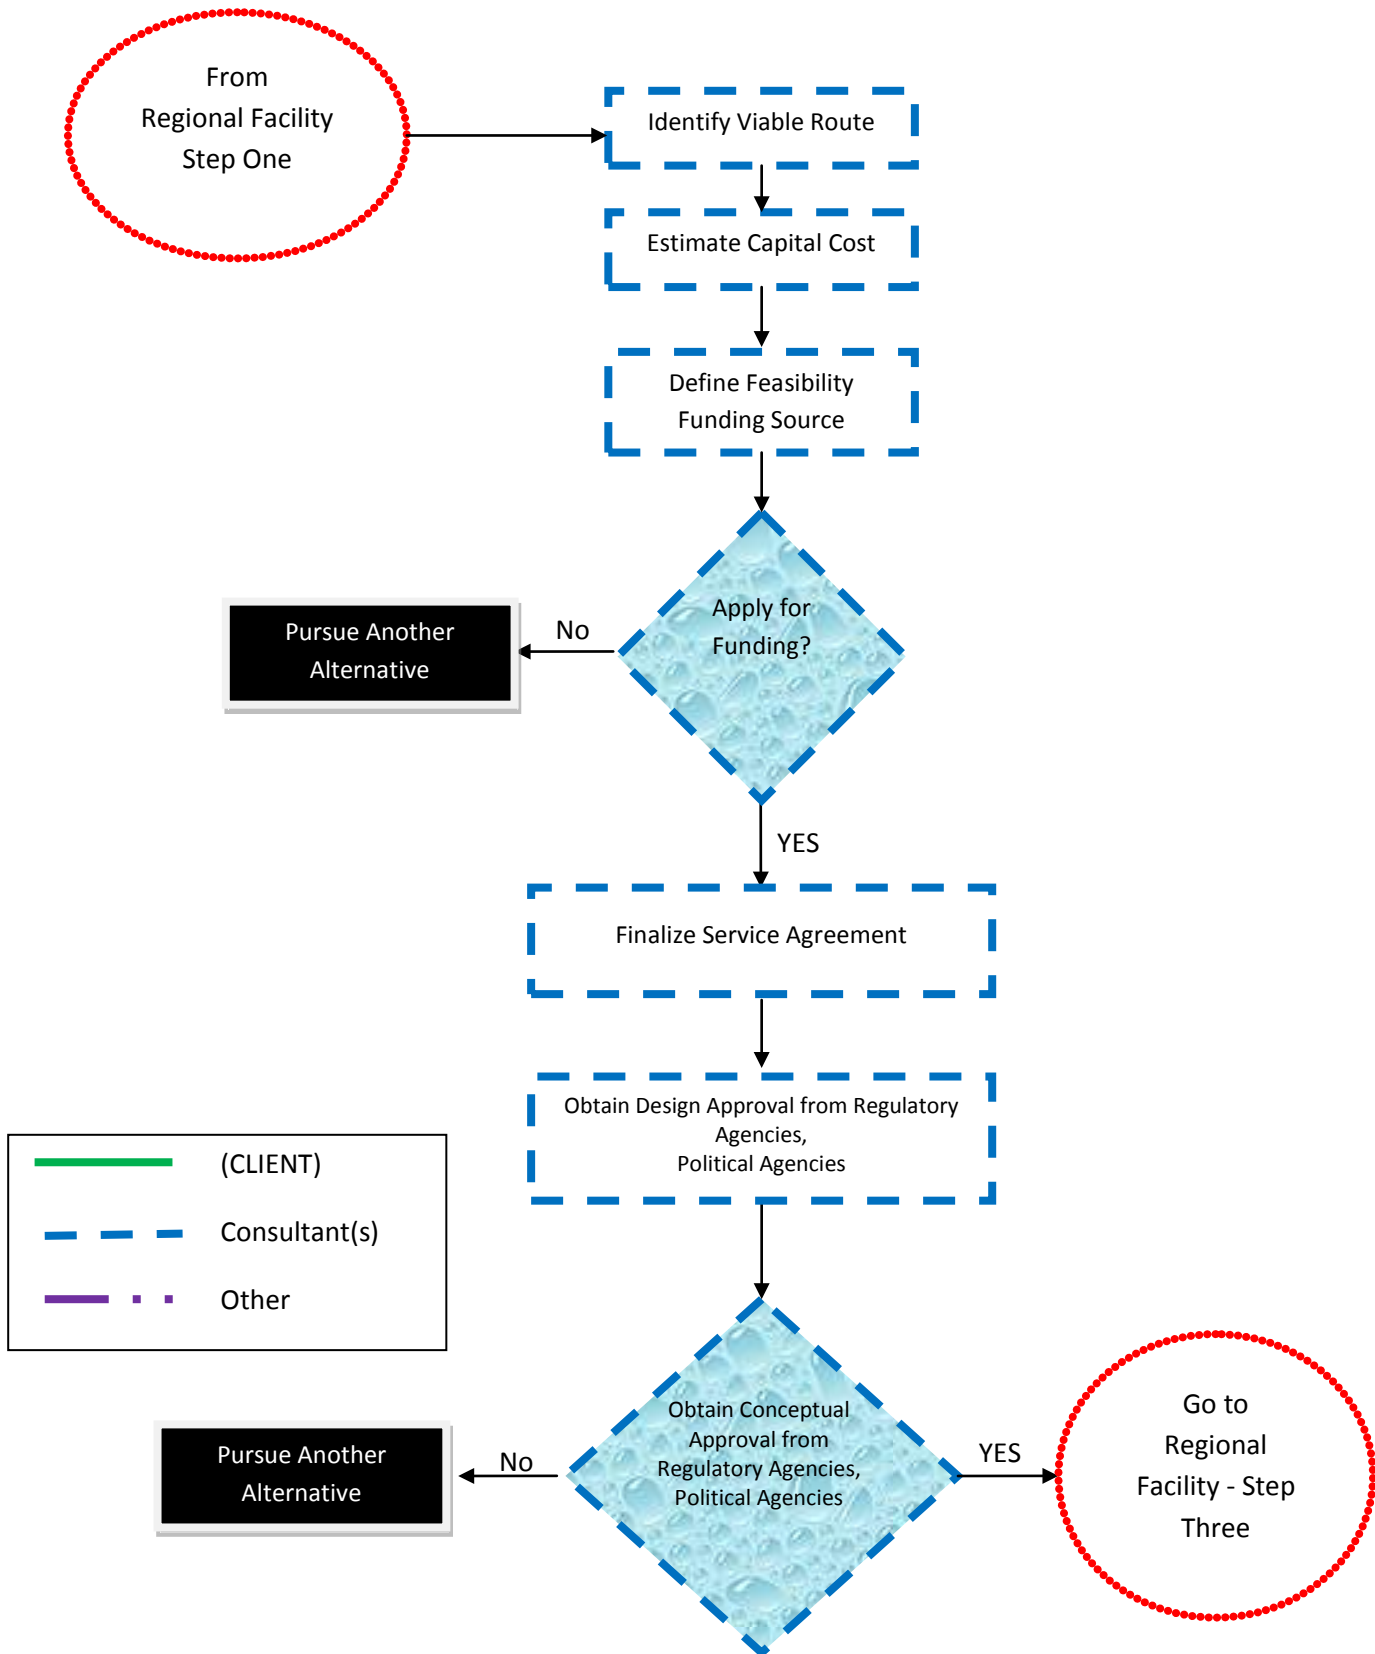 From
Regional Facility
Step One
Identify Viable Route
Estimate Capital Cost
Define Feasibility
Funding Source
Apply for
Funding?
No
Pursue Another
Alternative
YES
Finalize Service Agreement
Obtain Design Approval from Regulatory
Agencies,
Political Agencies
(CLIENT)
Consultant(s)
Other
Obtain Conceptual
Approval from
Regulatory Agencies,
Political Agencies
No
Pursue Another
Alternative
YES
Go to
Regional
Facility - Step
Three